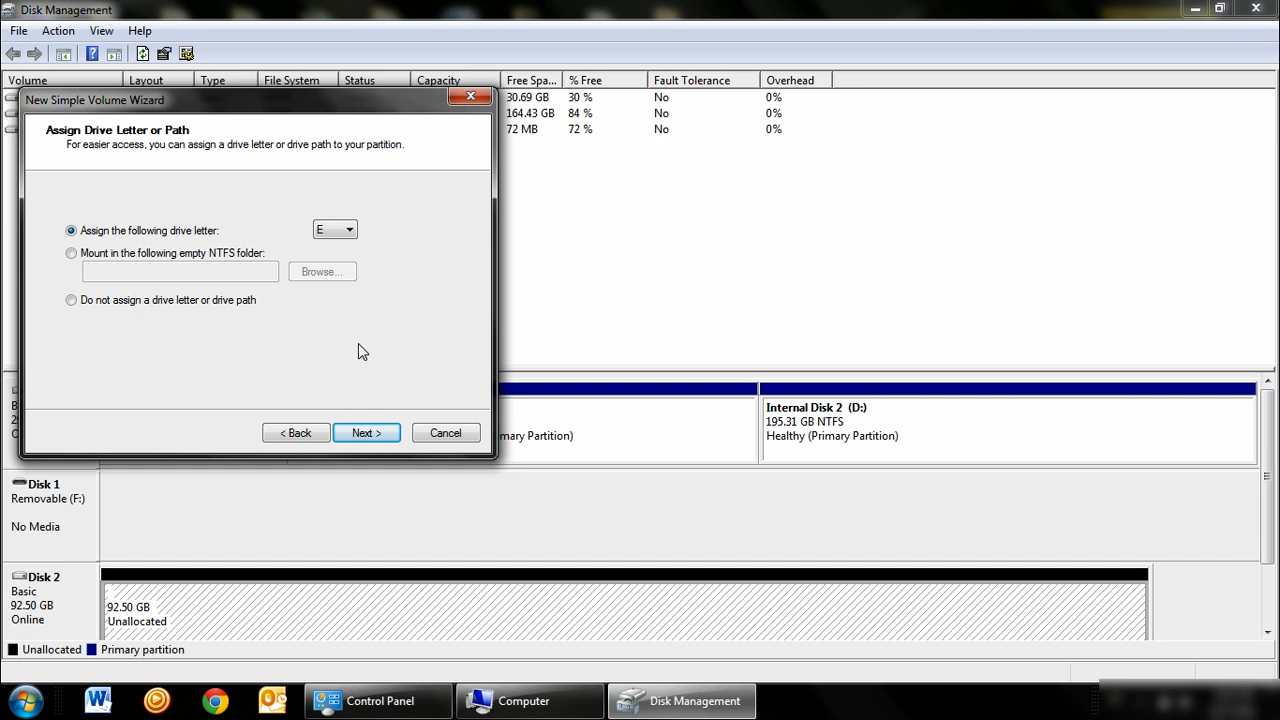 Disk Management
File Action View Help
Volume Layout Type File System Status Capacity Free Spa... % Free Fault Tolerance Overhead
30.69 GB 30 % No 0%
164.43 GB 84 % No 0%
72 MB 72 % No 0%
New Simple Volume Wizard
Assign Drive Letter or Path
For easier access, you can assign a drive letter or drive path to your partition.
Assign the following drive letter: E
Mount in the following empty NTFS folder:
Browse...
Do not assign a drive letter or drive path
< Back Next > Cancel
Internal Disk 2 (D:)
195.31 GB NTFS
mary Partition) Healthy (Primary Partition)
Disk 1
Removable (F:)
No Media
Disk 2
Basic
92.50 GB
Online
92.50 GB
Unallocated
Unallocated Primary partition
Control Panel Computer Disk Management